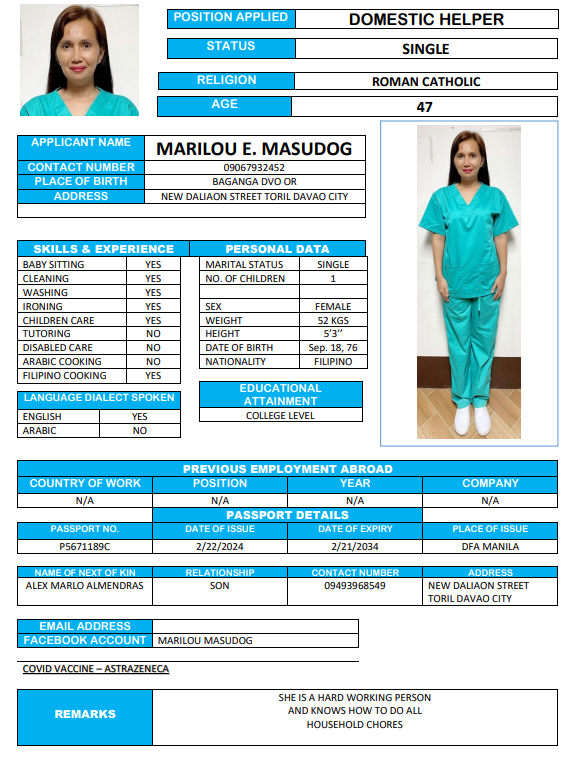 POSITION APPLIED DOMESTIC HELPER
STATUS SINGLE
RELIGION ROMAN CATHOLIC
AGE 47
APPLICANT NAME MARILOU E. MASUDOG
CONTACT NUMBER 09067932452
PLACE OF BIRTH BAGANGA DVO OR
ADDRESS NEW DALIAON STREET TORIL DAVAO CITY
SKILLS & EXPERIENCE PERSONAL DATA
BABY SITTING YES MARITAL STATUS SINGLE
CLEANING YES NO. OF CHILDREN 1
WASHING YES
IRONING YES SEX FEMALE
CHILDREN CARE YES WEIGHT 52 KGS
TUTORING NO HEIGHT 5’3’’
DISABLED CARE NO DATE OF BIRTH Sep. 18, 76
ARABIC COOKING NO NATIONALITY FILIPINO
FILIPINO COOKING YES
LANGUAGE DIALECT SPOKEN
ENGLISH YES
ARABIC NO
EDUCATIONAL
ATTAINMENT
COLLEGE LEVEL
PREVIOUS EMPLOYMENT ABROAD
COUNTRY OF WORK POSITION YEAR COMPANY
N/A N/A N/A N/A
PASSPORT DETAILS
PASSPORT NO. DATE OF ISSUE DATE OF EXPIRY PLACE OF ISSUE
P5671189C 2/22/2024 2/21/2034 DFA MANILA
NAME OF NEXT OF KIN RELATIONSHIP CONTACT NUMBER ADDRESS
ALEX MARLO ALMENDRAS SON 09493968549 NEW DALIAON STREET
TORIL DAVAO CITY
EMAIL ADDRESS
FACEBOOK ACCOUNT MARILOU MASUDOG
COVID VACCINE – ASTRAZENECA
REMARKS
SHE IS A HARD WORKING PERSON
AND KNOWS HOW TO DO ALL
HOUSEHOLD CHORES